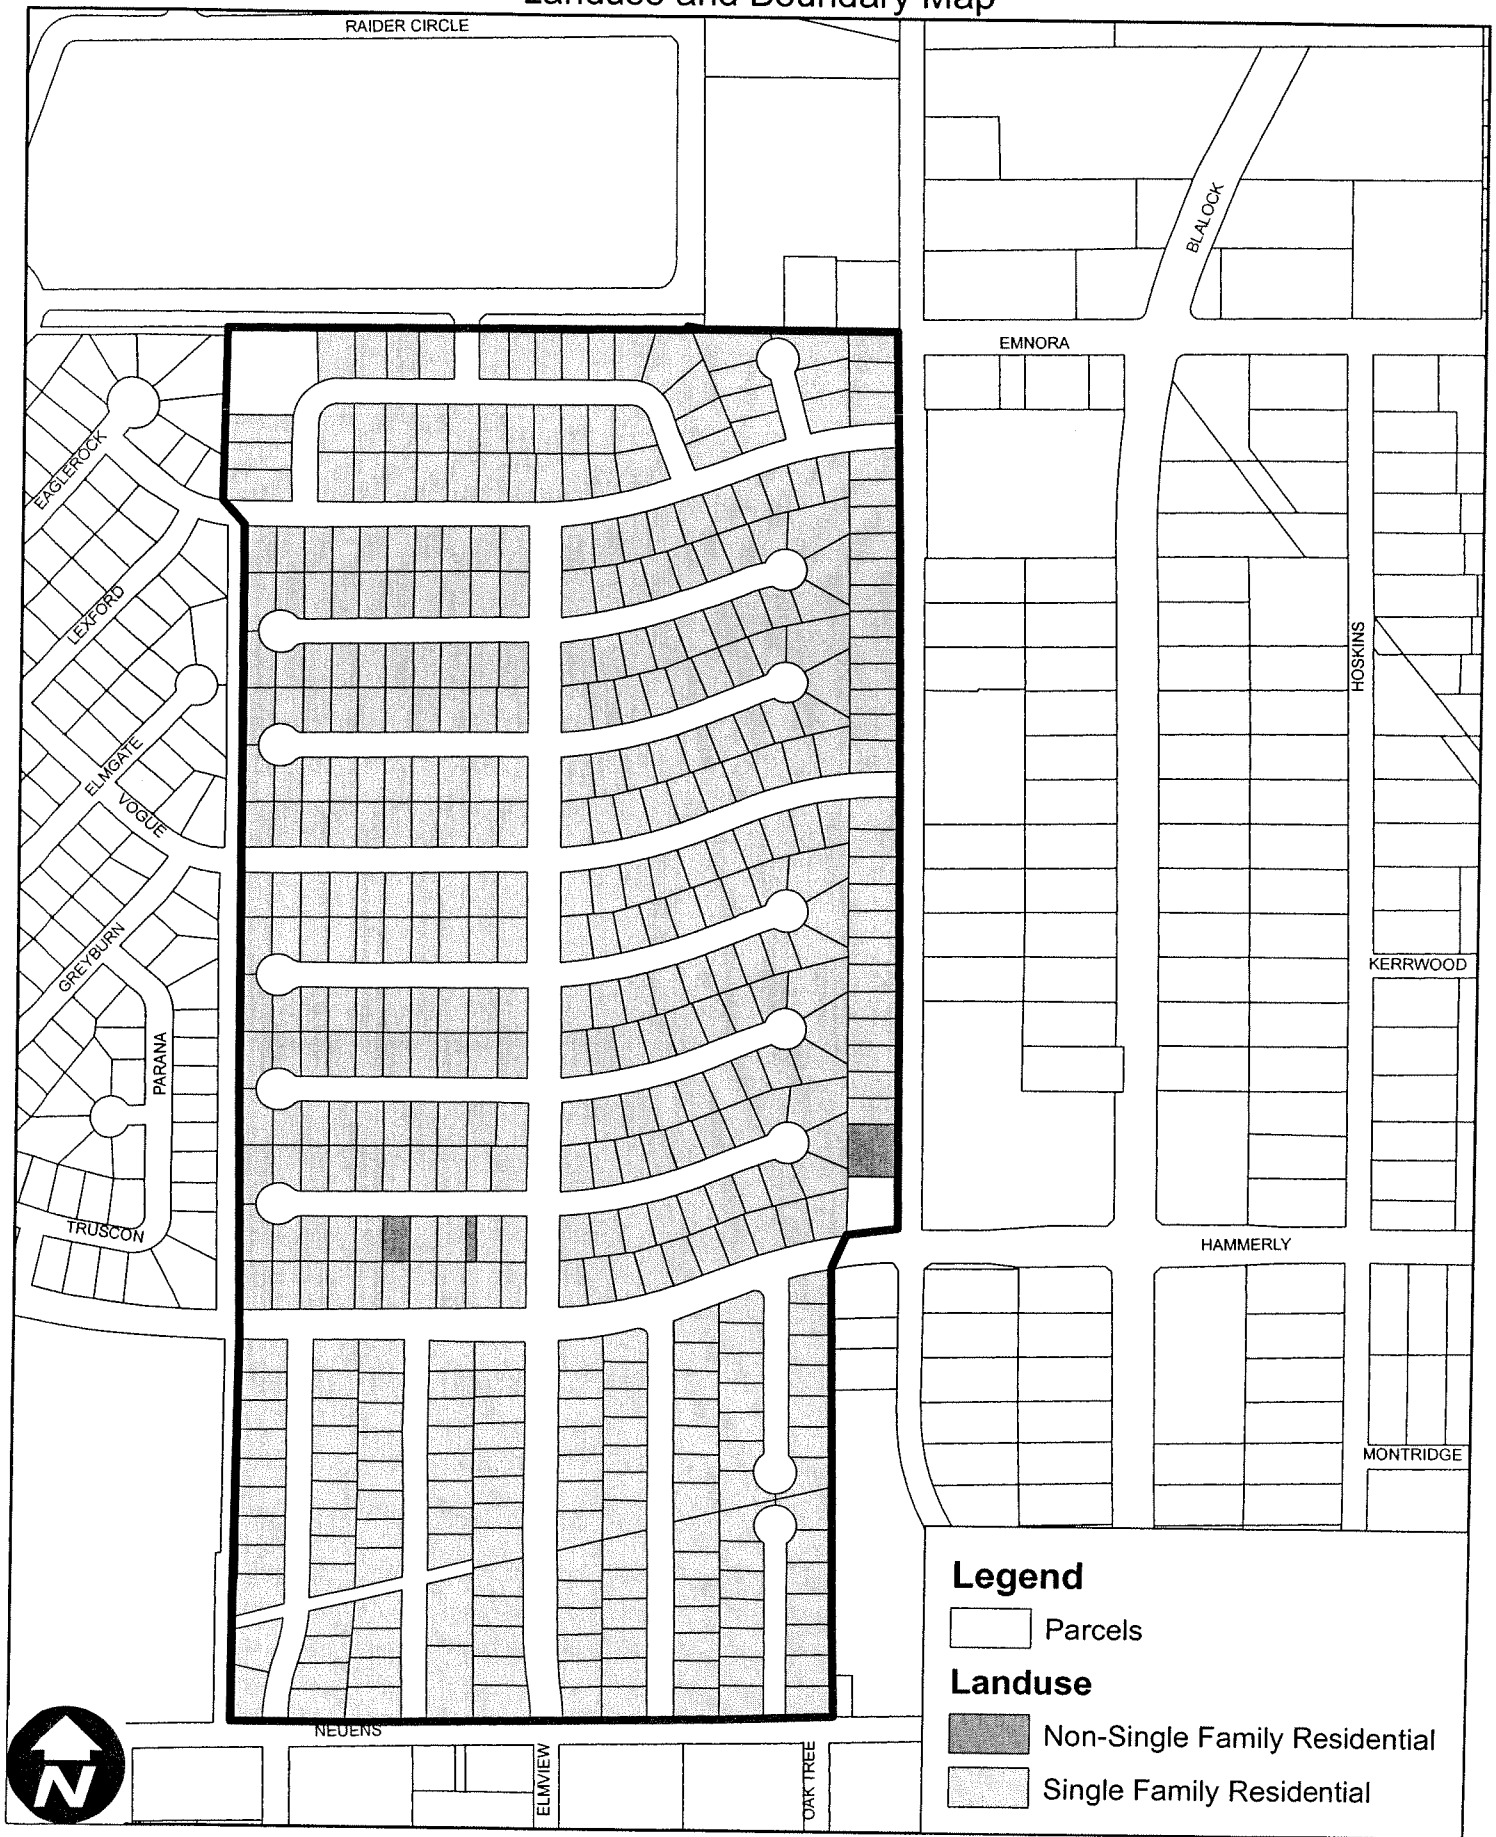 Landuse and Boundary Map
RAIDER CIRCLE
BLALOCK
EMNORA
EAGLEROCK
LEXFORD
HOSKINS
ELMGATE
VOGUE
GREYBURN
KERRWOOD
PARANA
TRUSCON
HAMMERLY
MONTRIDGE
Legend
Parcels
Landuse
Non-Single Family Residential
Single Family Residential
NEUENS
ELMVIEW
OAK TREE
N